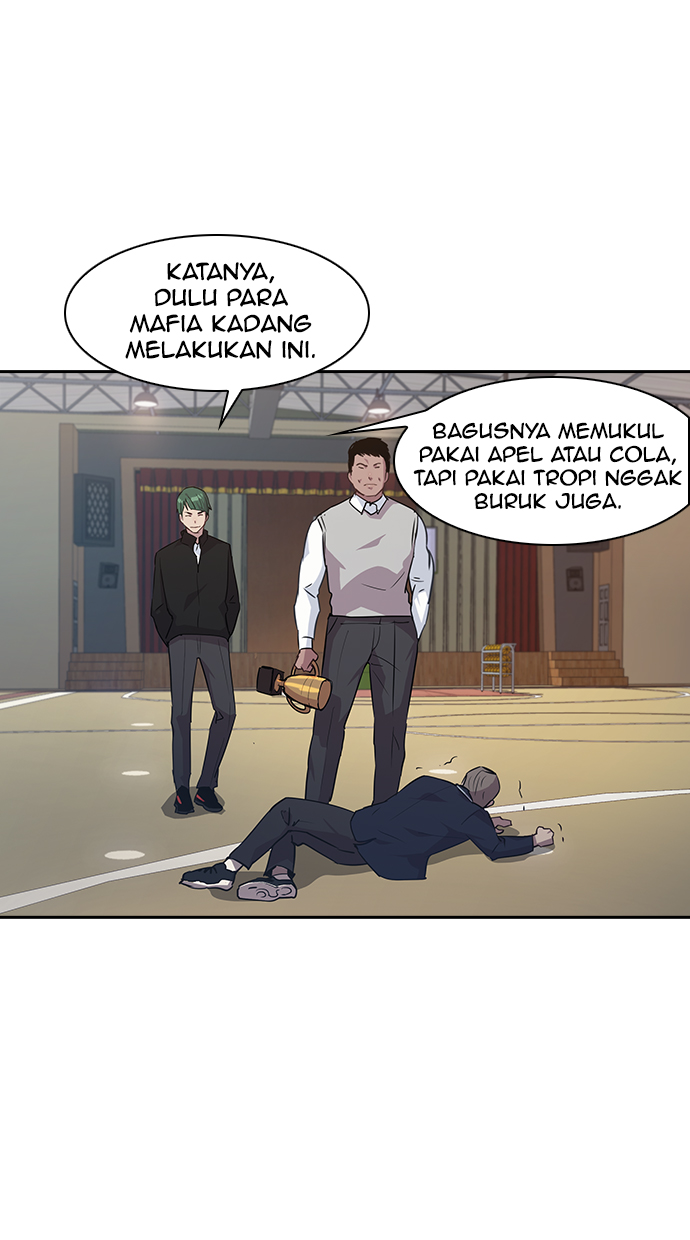 KATANYA,
DULU PARA
MAFIA KADANG
MELAKUKAN INI.
BAGUSNYA MEMUKUL
PAKAI APEL ATAU COLA,
TAPI PAKAI TROPI NGGAK
BURUK JUGA.